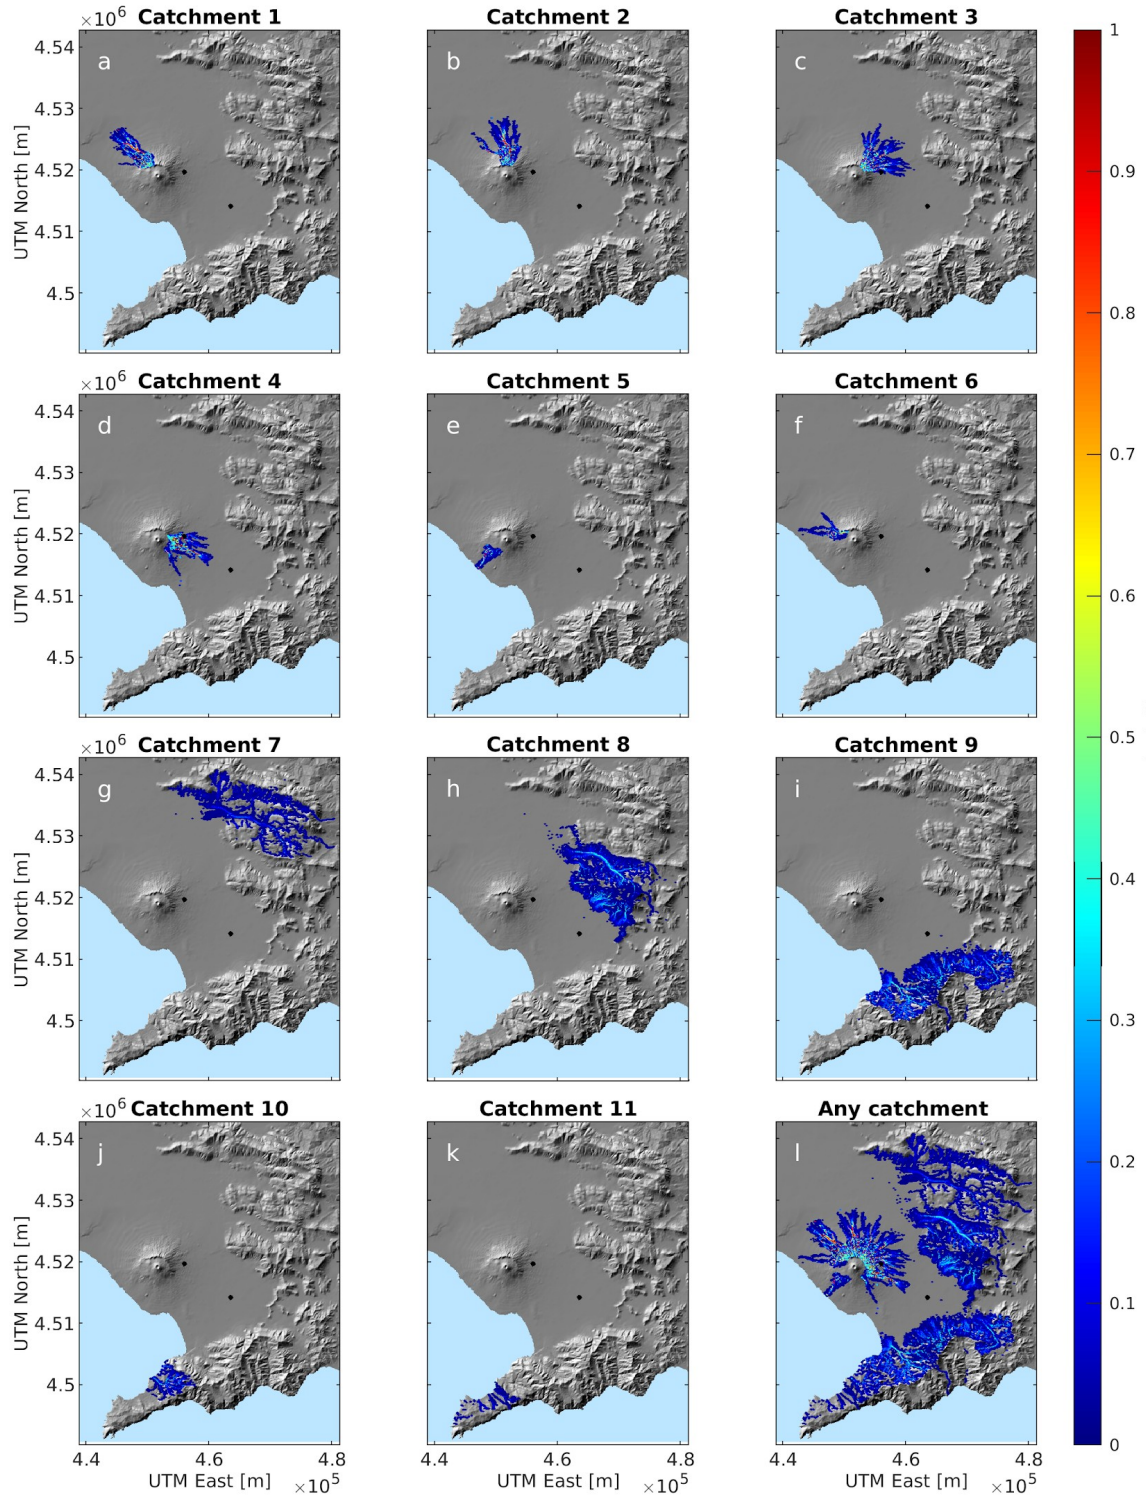 Catchment 1
Catchment 2
Catchment 3
×10⁶
a
b
c
4.54
4.53
4.52
4.51
4.5
UTM North [m]
Catchment 4
Catchment 5
Catchment 6
×10⁶
d
e
f
4.54
4.53
4.52
4.51
4.5
UTM North [m]
Catchment 7
Catchment 8
Catchment 9
×10⁶
g
h
i
4.54
4.53
4.52
4.51
4.5
UTM North [m]
Catchment 10
Catchment 11
Any catchment
×10⁶
j
k
l
4.54
4.53
4.52
4.51
4.5
UTM North [m]
4.4 4.6 4.8
UTM East [m] ×10⁵
4.4 4.6 4.8
UTM East [m] ×10⁵
4.4 4.6 4.8
UTM East [m] ×10⁵
1
0.9
0.8
0.7
0.6
0.5
0.4
0.3
0.2
0.1
0